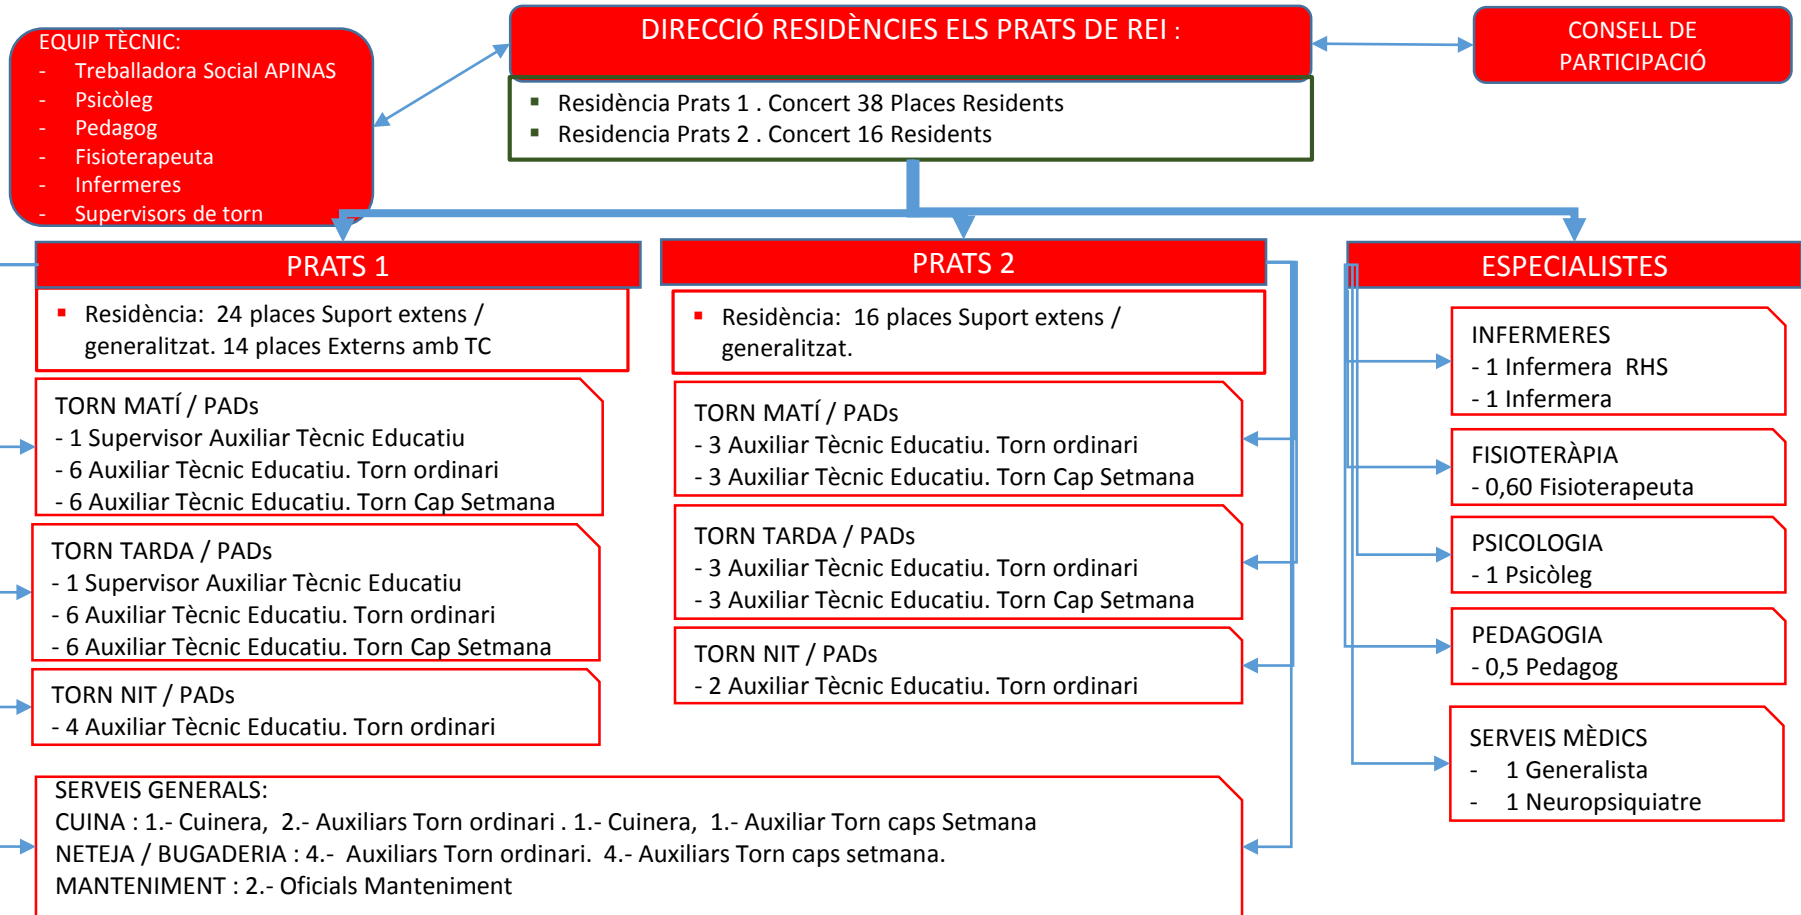 EQUIP TÈCNIC:
- Treballadora Social APINAS
- Psicòleg
- Pedagog
- Fisioterapeuta
- Infermeres
- Supervisors de torn
DIRECCIÓ RESIDÈNCIES ELS PRATS DE REI :
▪ Residència Prats 1 . Concert 38 Places Residents
▪ Residencia Prats 2 . Concert 16 Residents
CONSELL DE
PARTICIPACIÓ
PRATS 1
▪ Residència: 24 places Suport extens /
generalitzat. 14 places Externs amb TC
TORN MATÍ / PADs
- 1 Supervisor Auxiliar Tècnic Educatiu
- 6 Auxiliar Tècnic Educatiu. Torn ordinari
- 6 Auxiliar Tècnic Educatiu. Torn Cap Setmana
TORN TARDA / PADs
- 1 Supervisor Auxiliar Tècnic Educatiu
- 6 Auxiliar Tècnic Educatiu. Torn ordinari
- 6 Auxiliar Tècnic Educatiu. Torn Cap Setmana
TORN NIT / PADs
- 4 Auxiliar Tècnic Educatiu. Torn ordinari
PRATS 2
▪ Residència: 16 places Suport extens /
generalitzat.
TORN MATÍ / PADs
- 3 Auxiliar Tècnic Educatiu. Torn ordinari
- 3 Auxiliar Tècnic Educatiu. Torn Cap Setmana
TORN TARDA / PADs
- 3 Auxiliar Tècnic Educatiu. Torn ordinari
- 3 Auxiliar Tècnic Educatiu. Torn Cap Setmana
TORN NIT / PADs
- 2 Auxiliar Tècnic Educatiu. Torn ordinari
ESPECIALISTES
INFERMERES
- 1 Infermera RHS
- 1 Infermera
FISIOTERÀPIA
- 0,60 Fisioterapeuta
PSICOLOGIA
- 1 Psicòleg
PEDAGOGIA
- 0,5 Pedagog
SERVEIS MÈDICS
- 1 Generalista
- 1 Neuropsiquiatre
SERVEIS GENERALS:
CUINA : 1.- Cuinera, 2.- Auxiliars Torn ordinari . 1.- Cuinera, 1.- Auxiliar Torn caps Setmana
NETEJA / BUGADERIA : 4.- Auxiliars Torn ordinari. 4.- Auxiliars Torn caps setmana.
MANTENIMENT : 2.- Oficials Manteniment